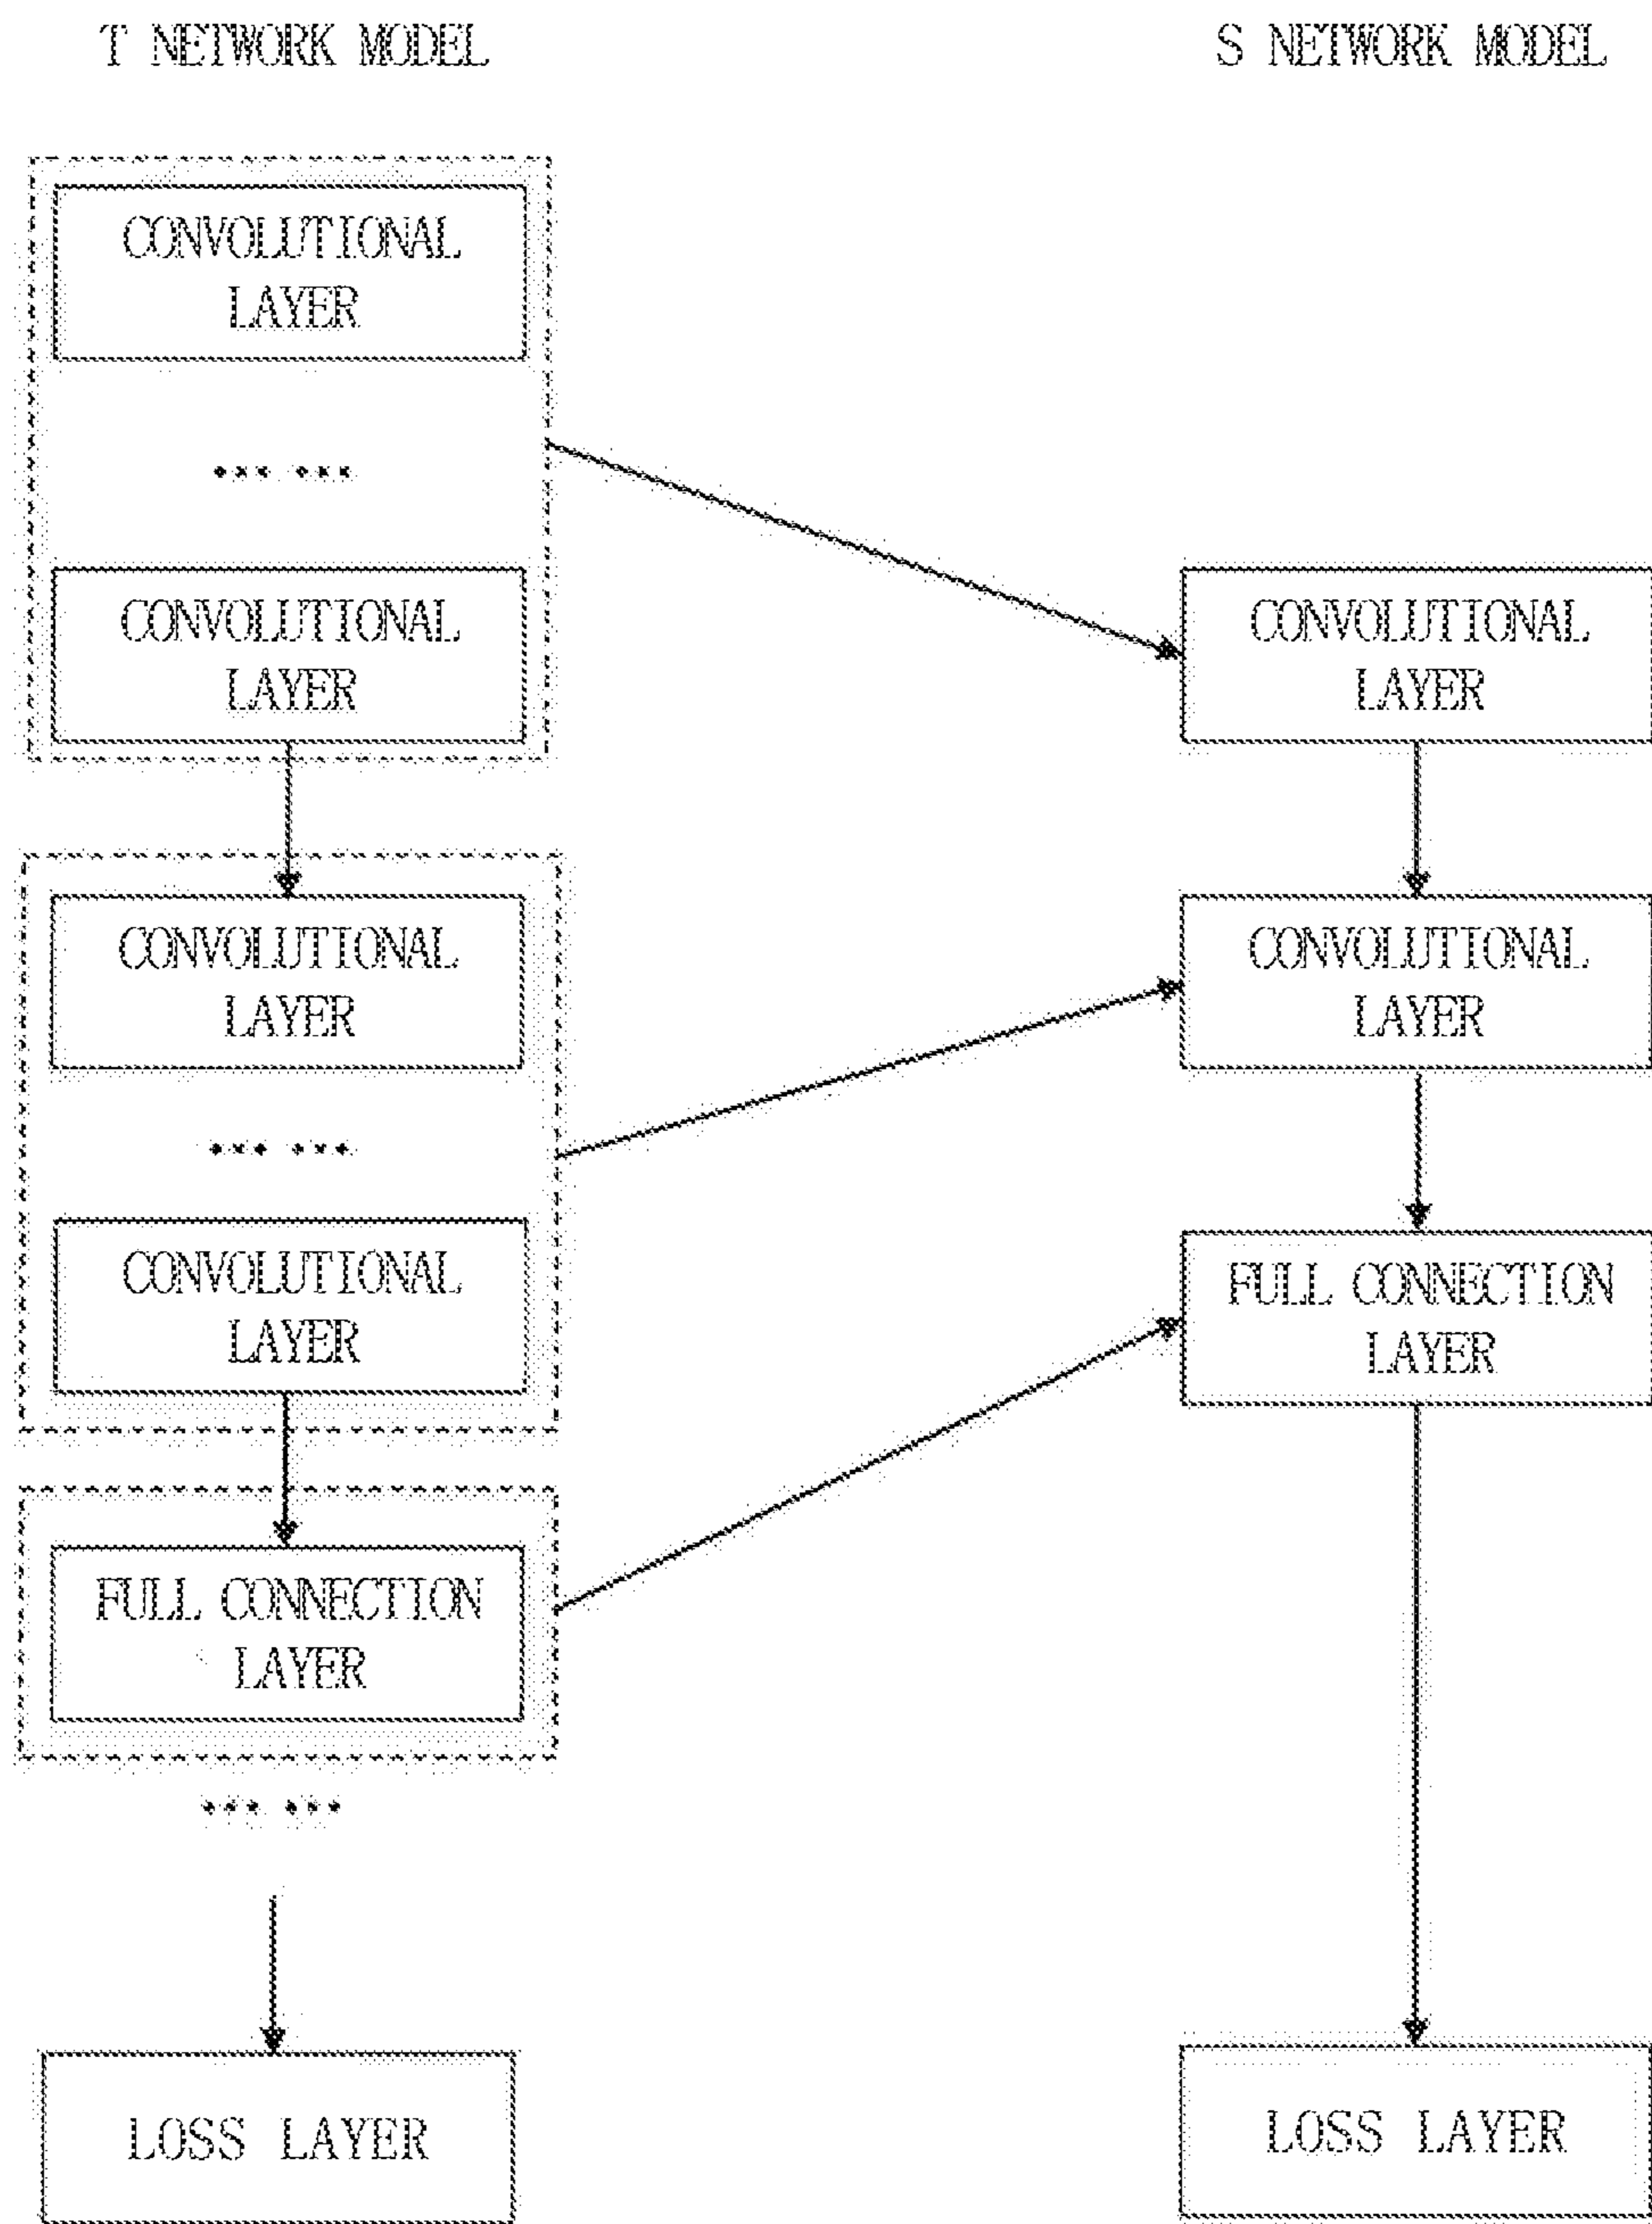 T NETWORK MODEL
S NETWORK MODEL
CONVOLUTIONAL
LAYER
... ...
CONVOLUTIONAL
LAYER
CONVOLUTIONAL
LAYER
... ...
CONVOLUTIONAL
LAYER
FULL CONNECTION
LAYER
... ...
LOSS LAYER
CONVOLUTIONAL
LAYER
CONVOLUTIONAL
LAYER
FULL CONNECTION
LAYER
LOSS LAYER